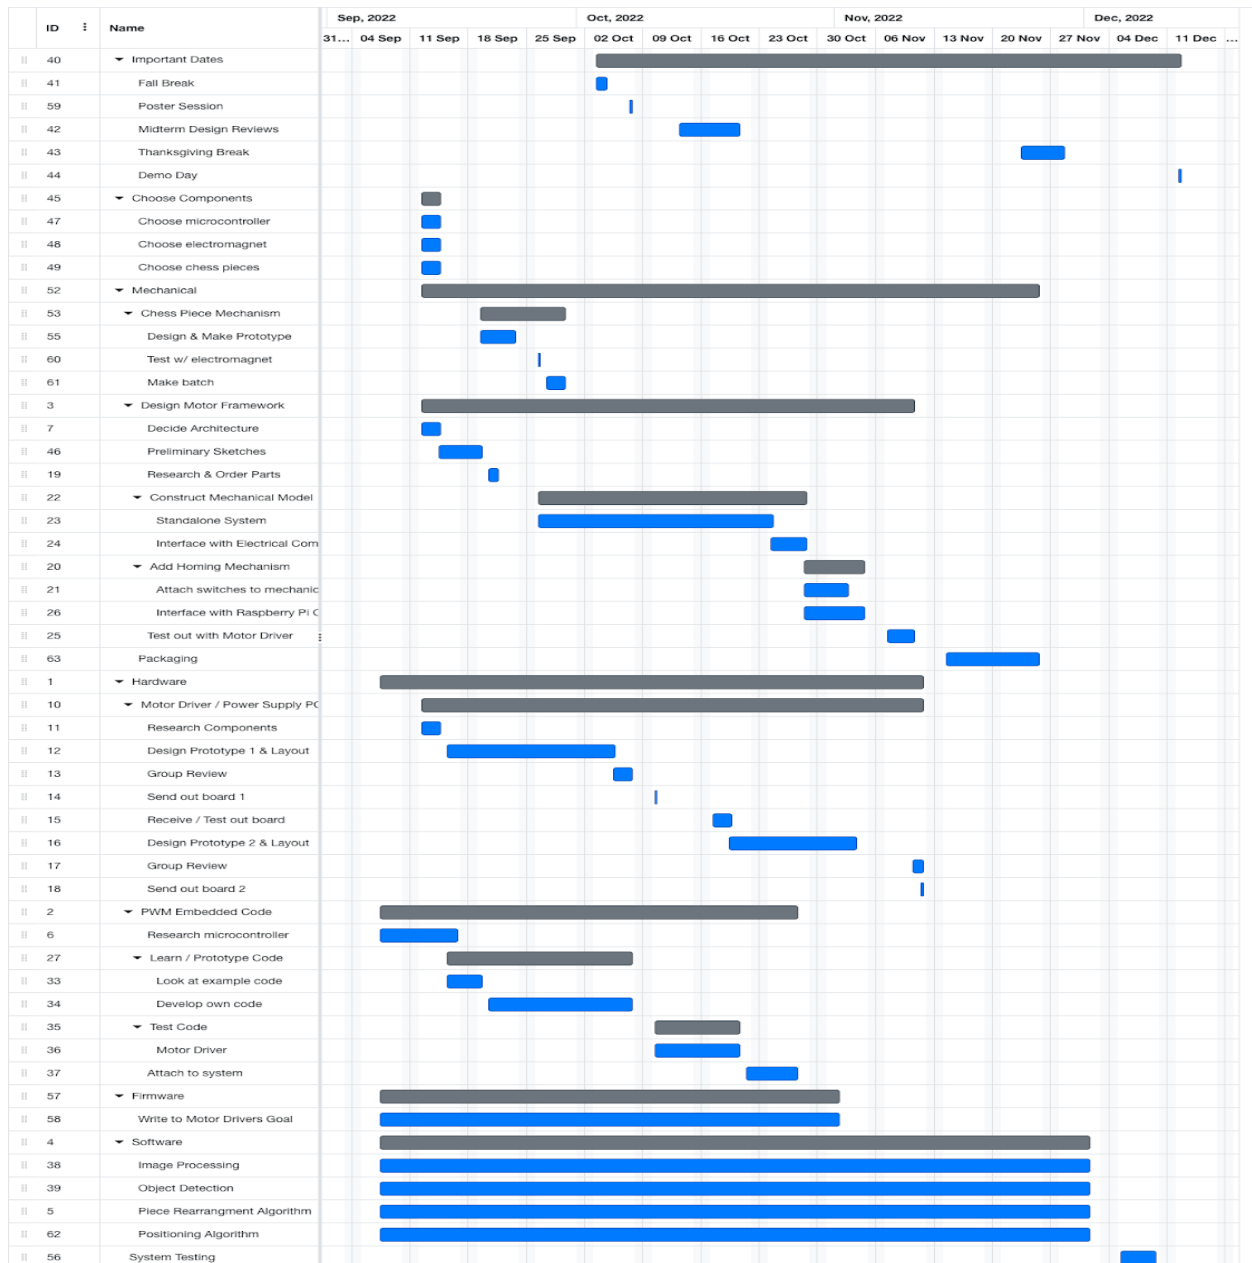 Sep, 2022 Oct, 2022 Nov, 2022 Dec, 2022
ID Name 31... 04 Sep 11 Sep 18 Sep 25 Sep 02 Oct 09 Oct 16 Oct 23 Oct 30 Oct 06 Nov 13 Nov 20 Nov 27 Nov 04 Dec 11 Dec ...
40 Important Dates
41 Fall Break
59 Poster Session
42 Midterm Design Reviews
43 Thanksgiving Break
44 Demo Day
45 Choose Components
47 Choose microcontroller
48 Choose electromagnet
49 Choose chess pieces
52 Mechanical
53 Chess Piece Mechanism
55 Design & Make Prototype
60 Test w/ electromagnet
61 Make batch
3 Design Motor Framework
7 Decide Architecture
46 Preliminary Sketches
19 Research & Order Parts
22 Construct Mechanical Model
23 Standalone System
24 Interface with Electrical Com
20 Add Homing Mechanism
21 Attach switches to mechanic
26 Interface with Raspberry Pi C
25 Test out with Motor Driver
63 Packaging
1 Hardware
10 Motor Driver / Power Supply PC
11 Research Components
12 Design Prototype 1 & Layout
13 Group Review
14 Send out board 1
15 Receive / Test out board
16 Design Prototype 2 & Layout
17 Group Review
18 Send out board 2
2 PWM Embedded Code
6 Research microcontroller
27 Learn / Prototype Code
33 Look at example code
34 Develop own code
35 Test Code
36 Motor Driver
37 Attach to system
57 Firmware
58 Write to Motor Drivers Goal
4 Software
38 Image Processing
39 Object Detection
5 Piece Rearrangment Algorithm
62 Positioning Algorithm
56 System Testing